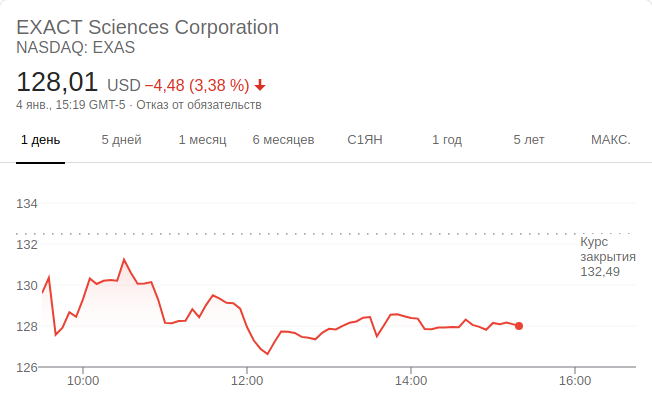 EXACT Sciences Corporation
NASDAQ: EXAS
128,01 USD −4,48 (3,38 %)
4 янв., 15:19 GMT-5 · Отказ от обязательств
1 день 5 дней 1 месяц 6 месяцев С1ЯН 1 год 5 лет МАКС.
134
132
130
128
126
Курс
закрытия
132,49
10:00 12:00 14:00 16:00